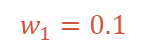 w₁ = 0.1